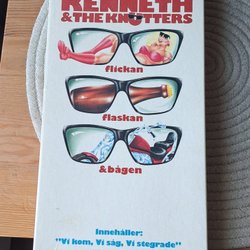 KENNETH
& THE KNUTTERS
flickan
flaskan
& bågen
Innehåller:
"Vi kom, Vi såg, Vi stegrade"